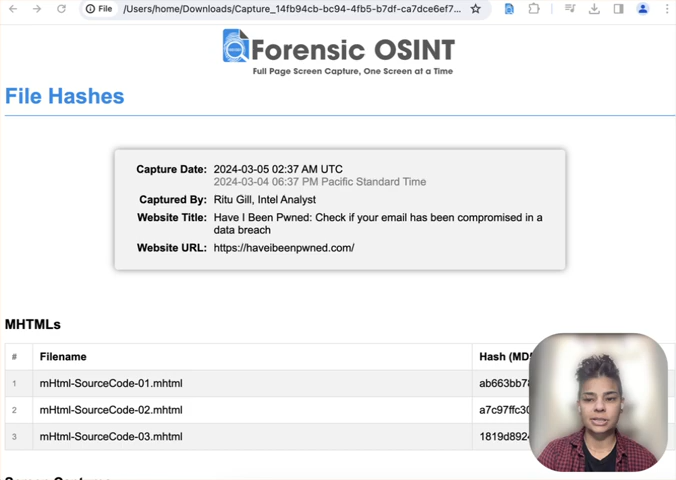 File
/Users/home/Downloads/Capture_14fb94cb-bc94-4fb5-b7df-ca7dce6ef7...
Forensic OSINT
Full Page Screen Capture, One Screen at a Time
File Hashes
Capture Date: 2024-03-05 02:37 AM UTC
2024-03-04 06:37 PM Pacific Standard Time
Captured By: Ritu Gill, Intel Analyst
Website Title: Have I Been Pwned: Check if your email has been compromised in a
data breach
Website URL: https://haveibeenpwned.com/
MHTMLs
# Filename Hash (MD5
1 mHtml-SourceCode-01.mhtml ab663bb78
2 mHtml-SourceCode-02.mhtml a7c97ffc30
3 mHtml-SourceCode-03.mhtml 1819d8924